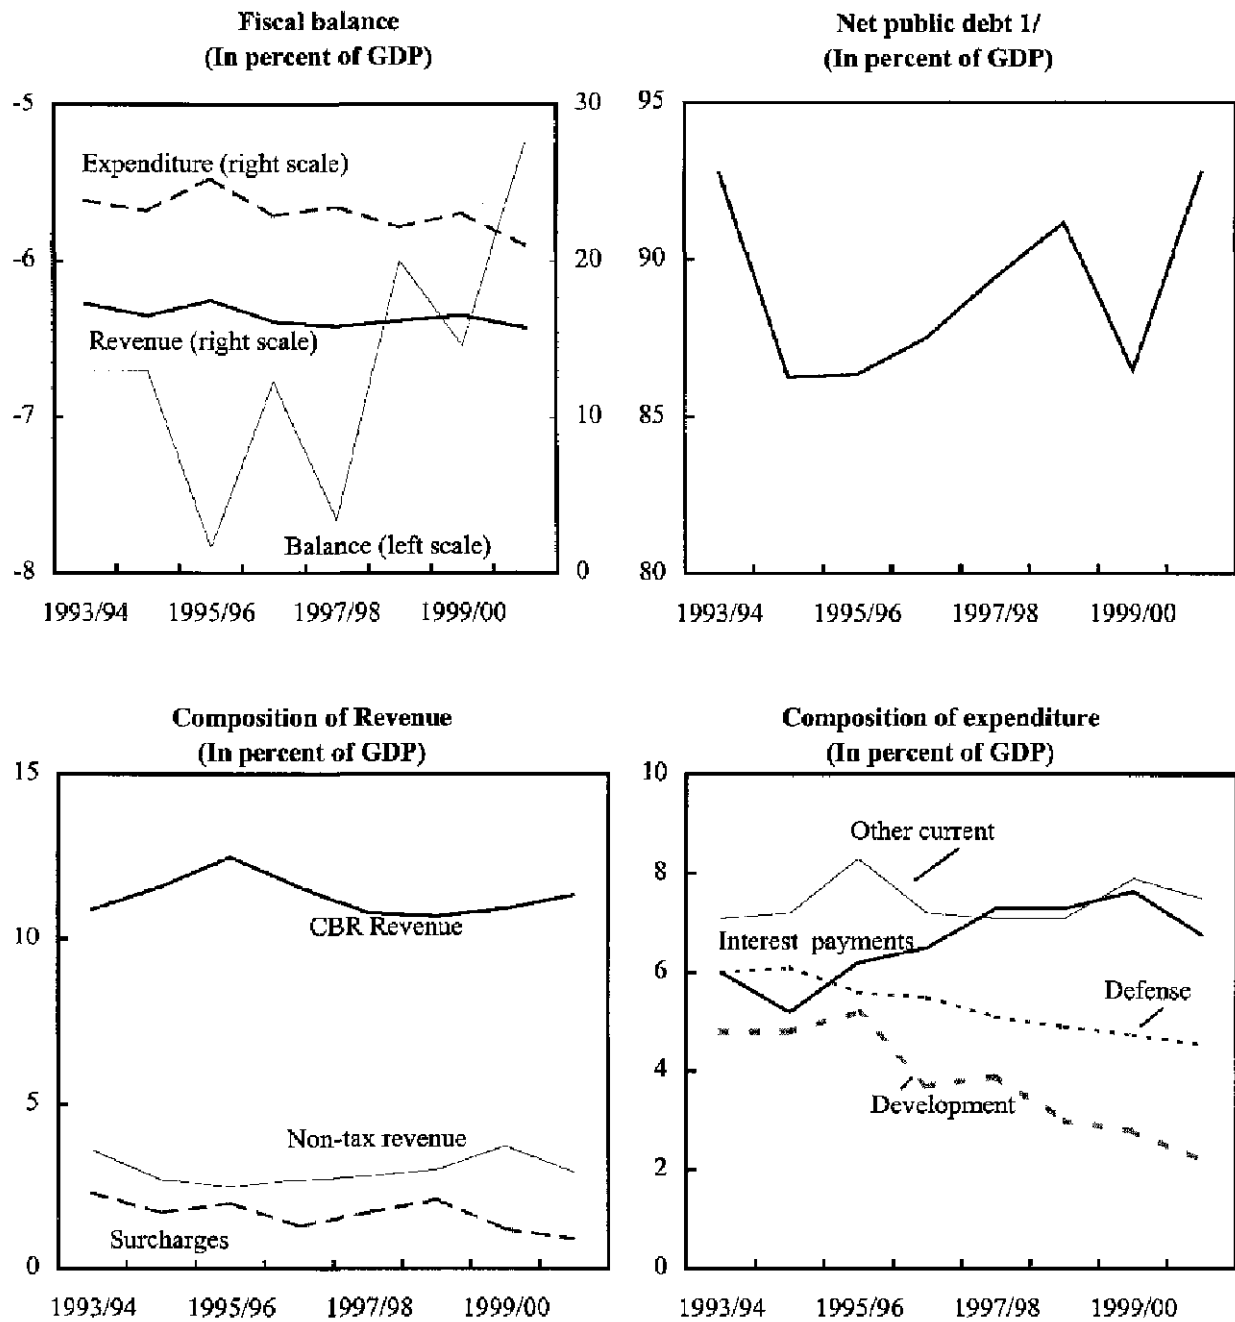 Fiscal balance
(In percent of GDP)
-5
30
Expenditure (right scale)
-6
20
Revenue (right scale)
-7
10
Balance (left scale)
-8
0
1993/94 1995/96 1997/98 1999/00
Net public debt 1/
(In percent of GDP)
95
90
85
80
1993/94 1995/96 1997/98 1999/00
Composition of Revenue
(In percent of GDP)
15
CBR Revenue
10
5
Non-tax revenue
Surcharges
0
1993/94 1995/96 1997/98 1999/00
Composition of expenditure
(In percent of GDP)
10
Other current
8
Interest payments
6
Defense
4
Development
2
0
1993/94 1995/96 1997/98 1999/00